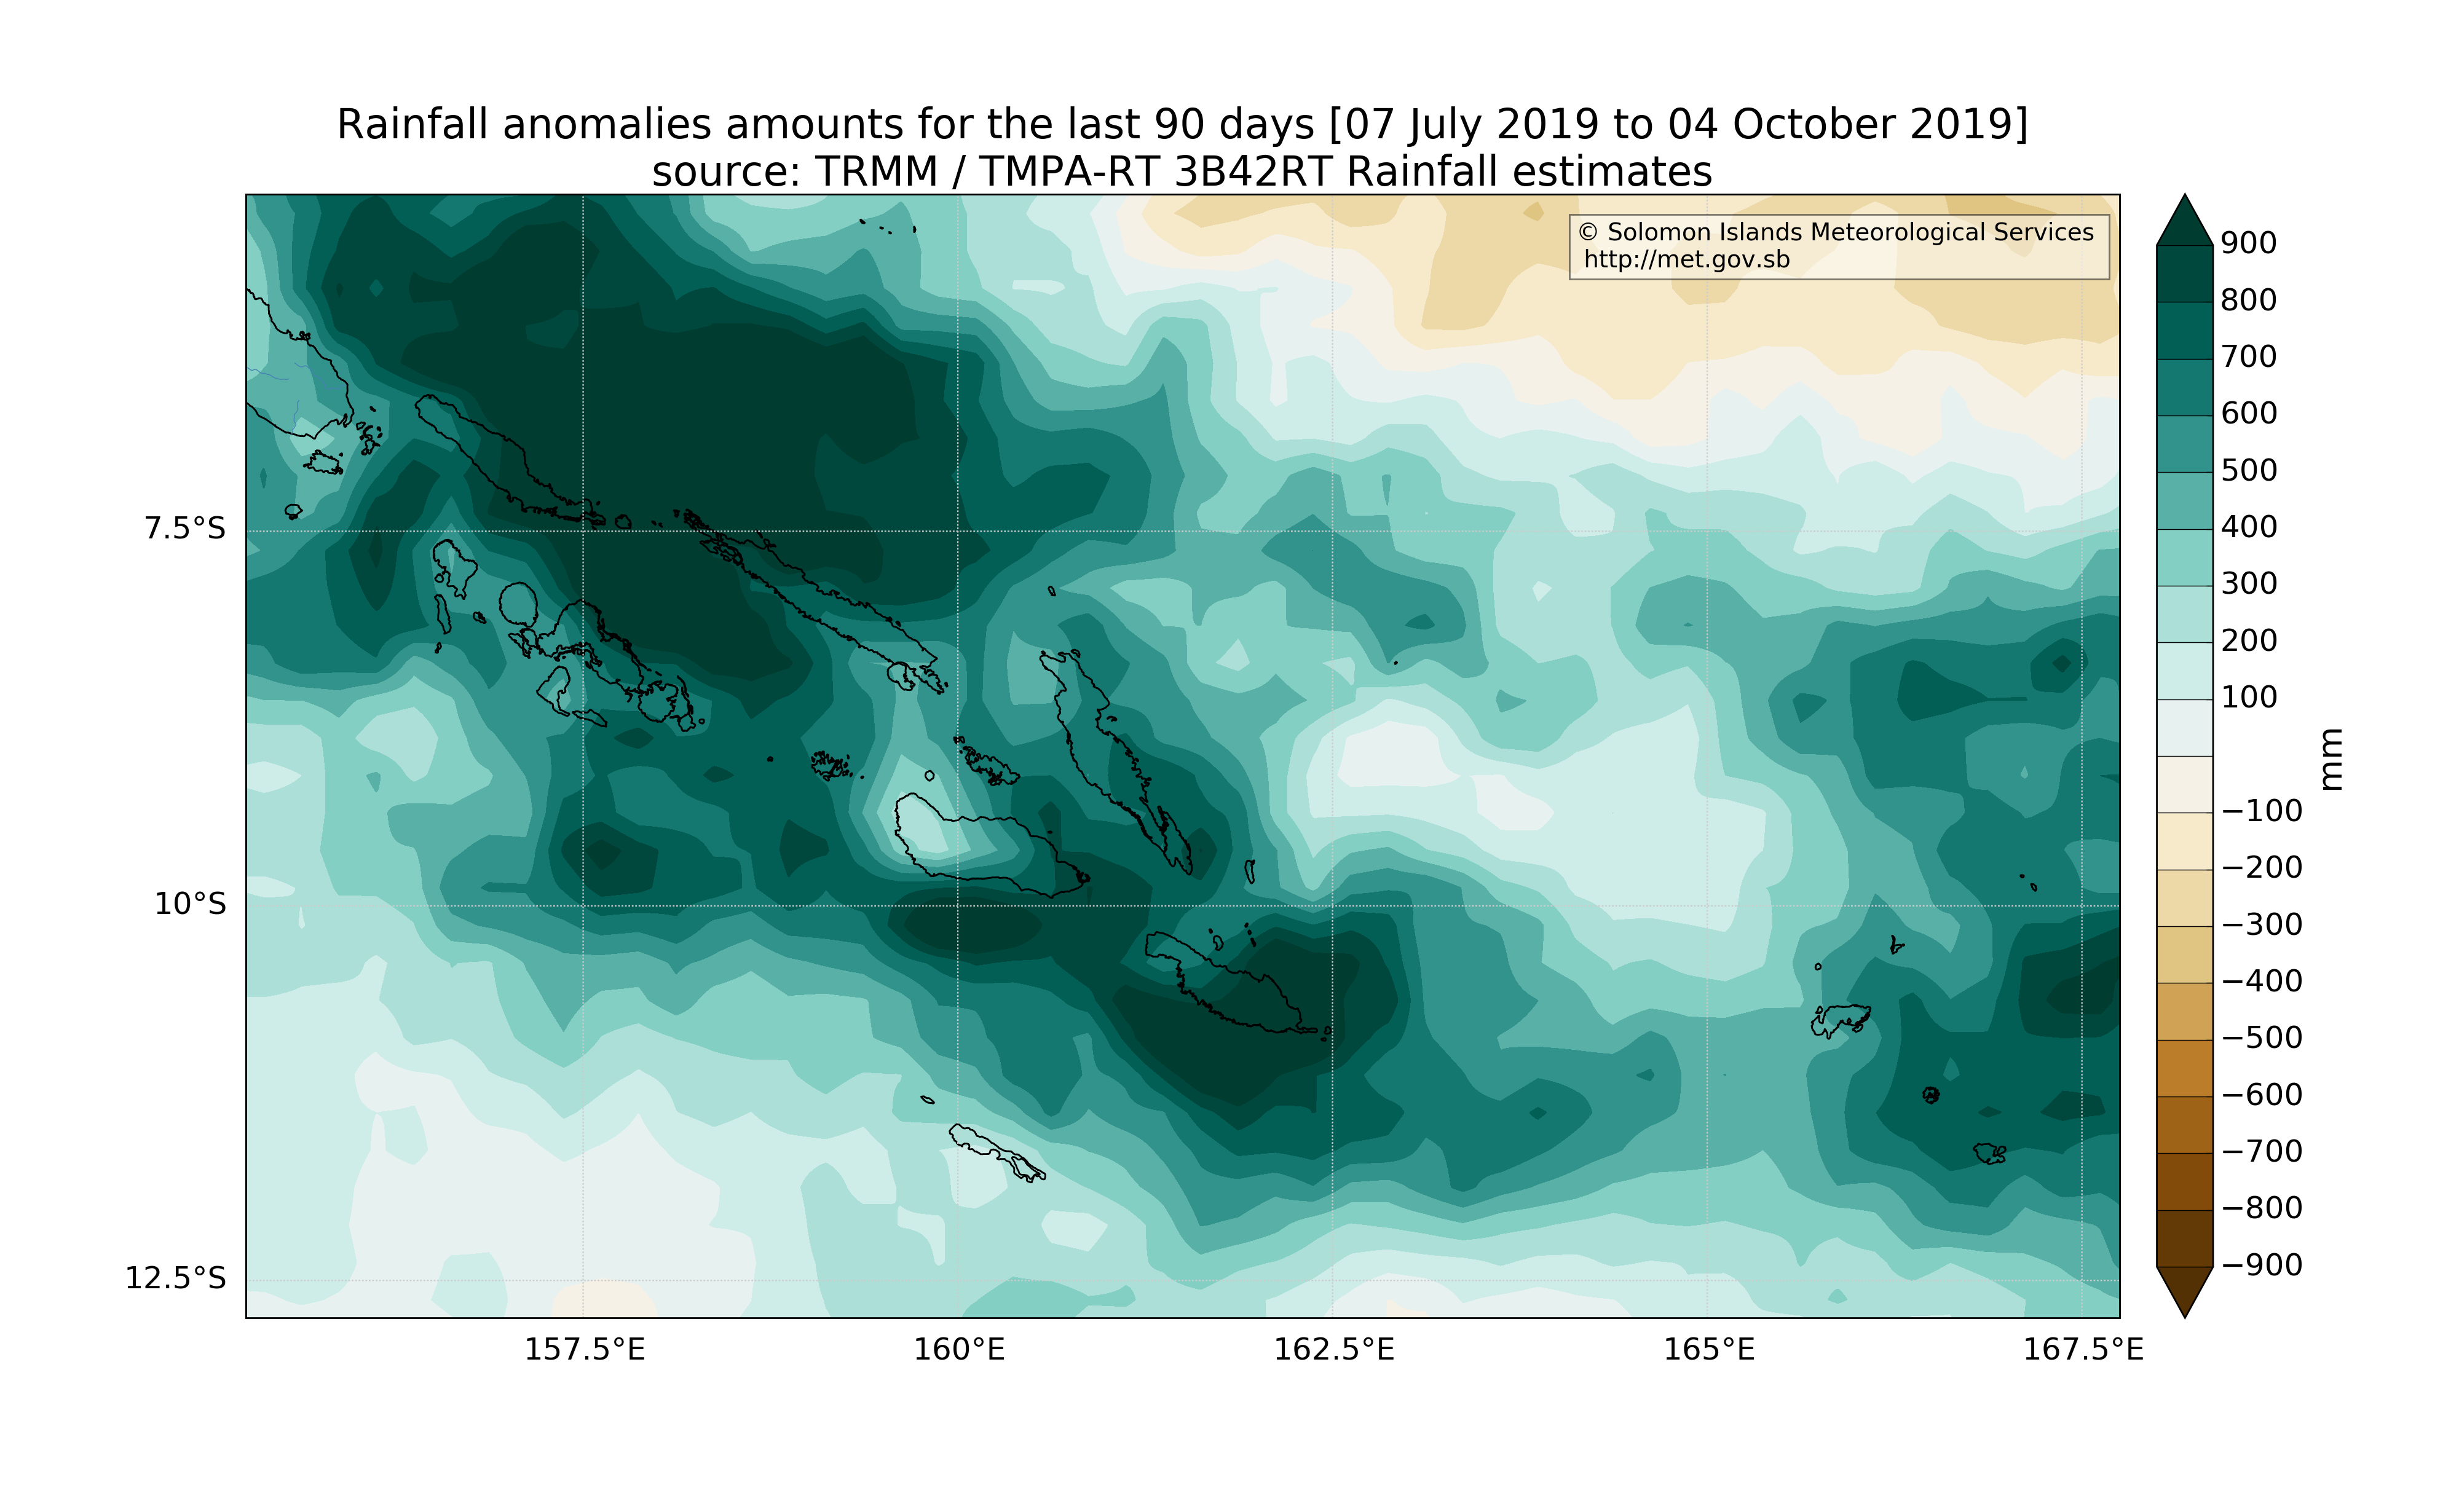 Rainfall anomalies amounts for the last 90 days [07 July 2019 to 04 October 2019]
source: TRMM / TMPA-RT 3B42RT Rainfall estimates
© Solomon Islands Meteorological Services
http://met.gov.sb
7.5°S
10°S
12.5°S
157.5°E
160°E
162.5°E
165°E
167.5°E
900
800
700
600
500
400
300
200
100
−100
−200
−300
−400
−500
−600
−700
−800
−900
mm